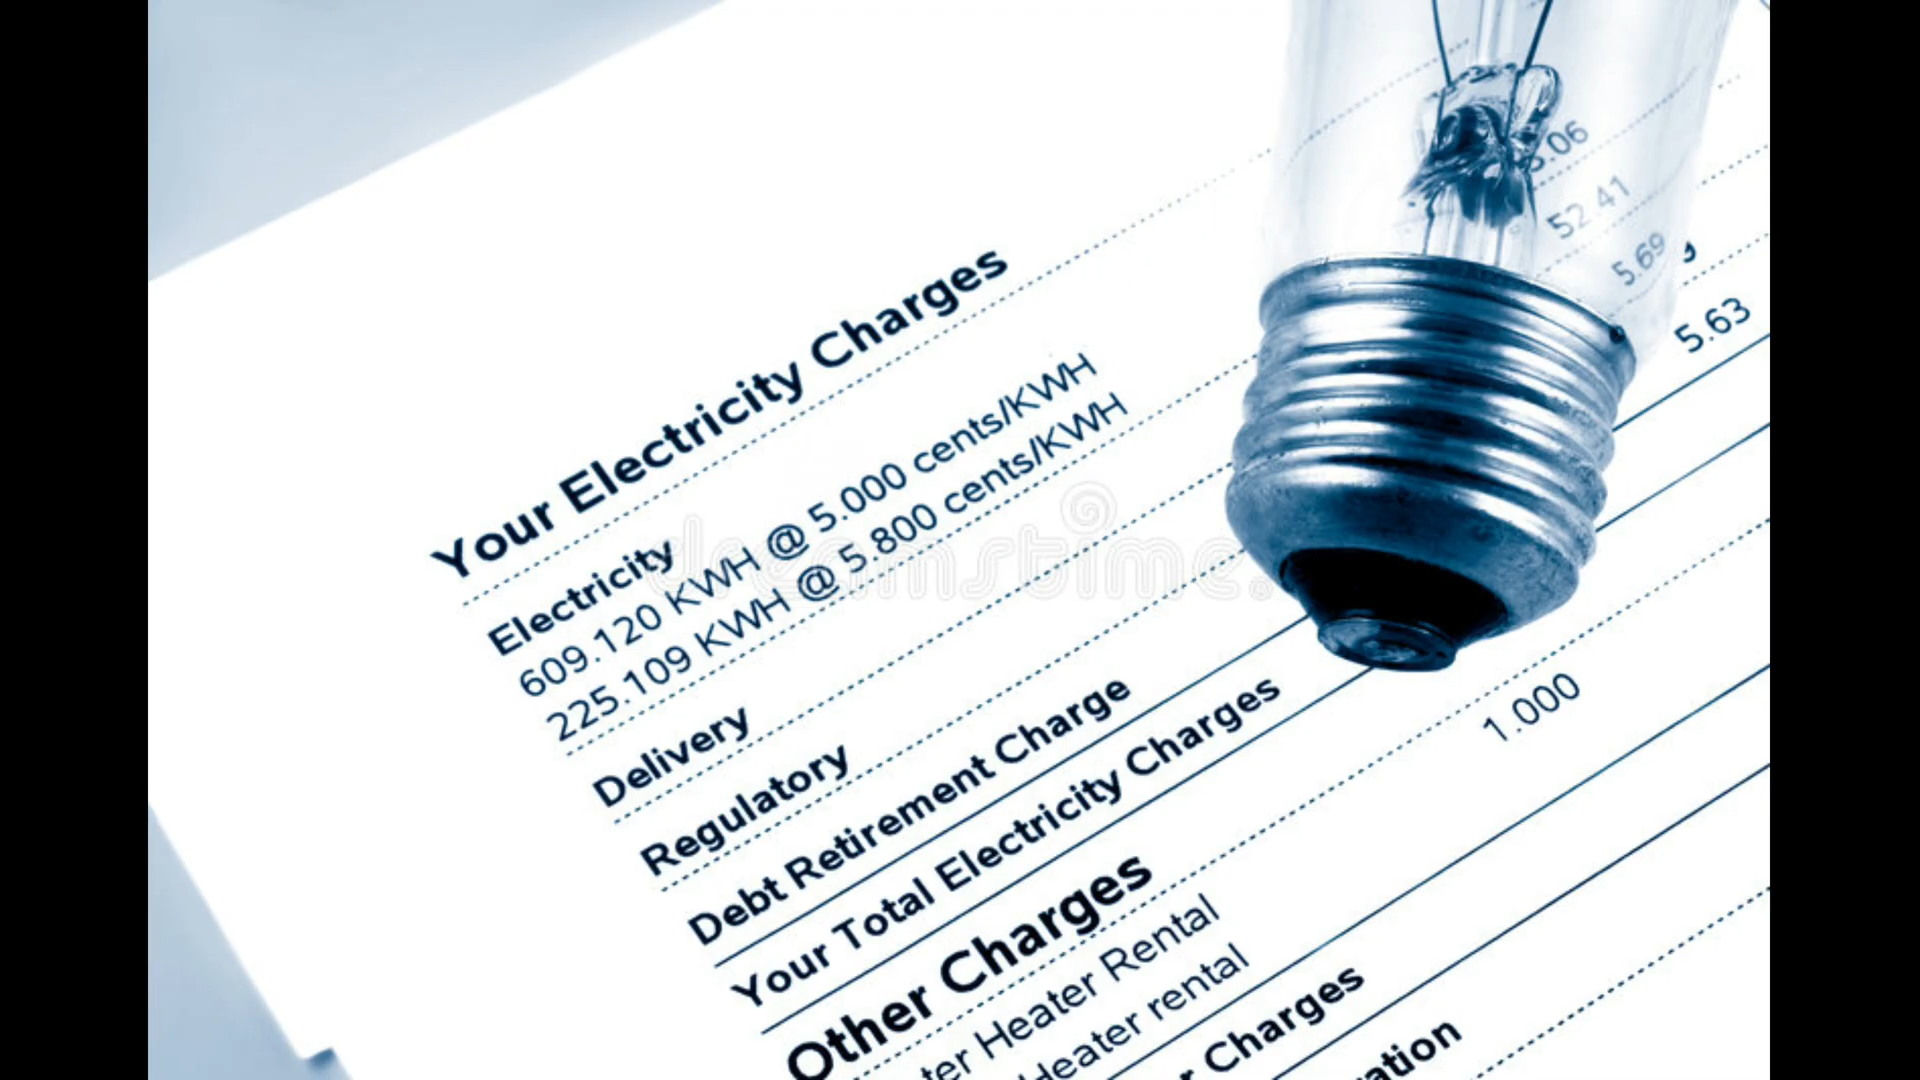 Your Electricity Charges
Electricity
609.120 KWH @ 5.000 cents/KWH
225.109 KWH @ 5.800 cents/KWH
.06
52.41
Delivery
5.69
Regulatory
5.63
Debt Retirement Charge
Your Total Electricity Charges
Other Charges
1.000
Heater Rental
Heater rental
Charges
dreamstime.